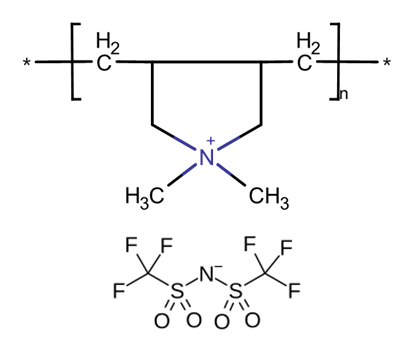 H2 H2
* C C *
n
+
N
H3C CH3
F F F F
N−
F S S F
O O O O